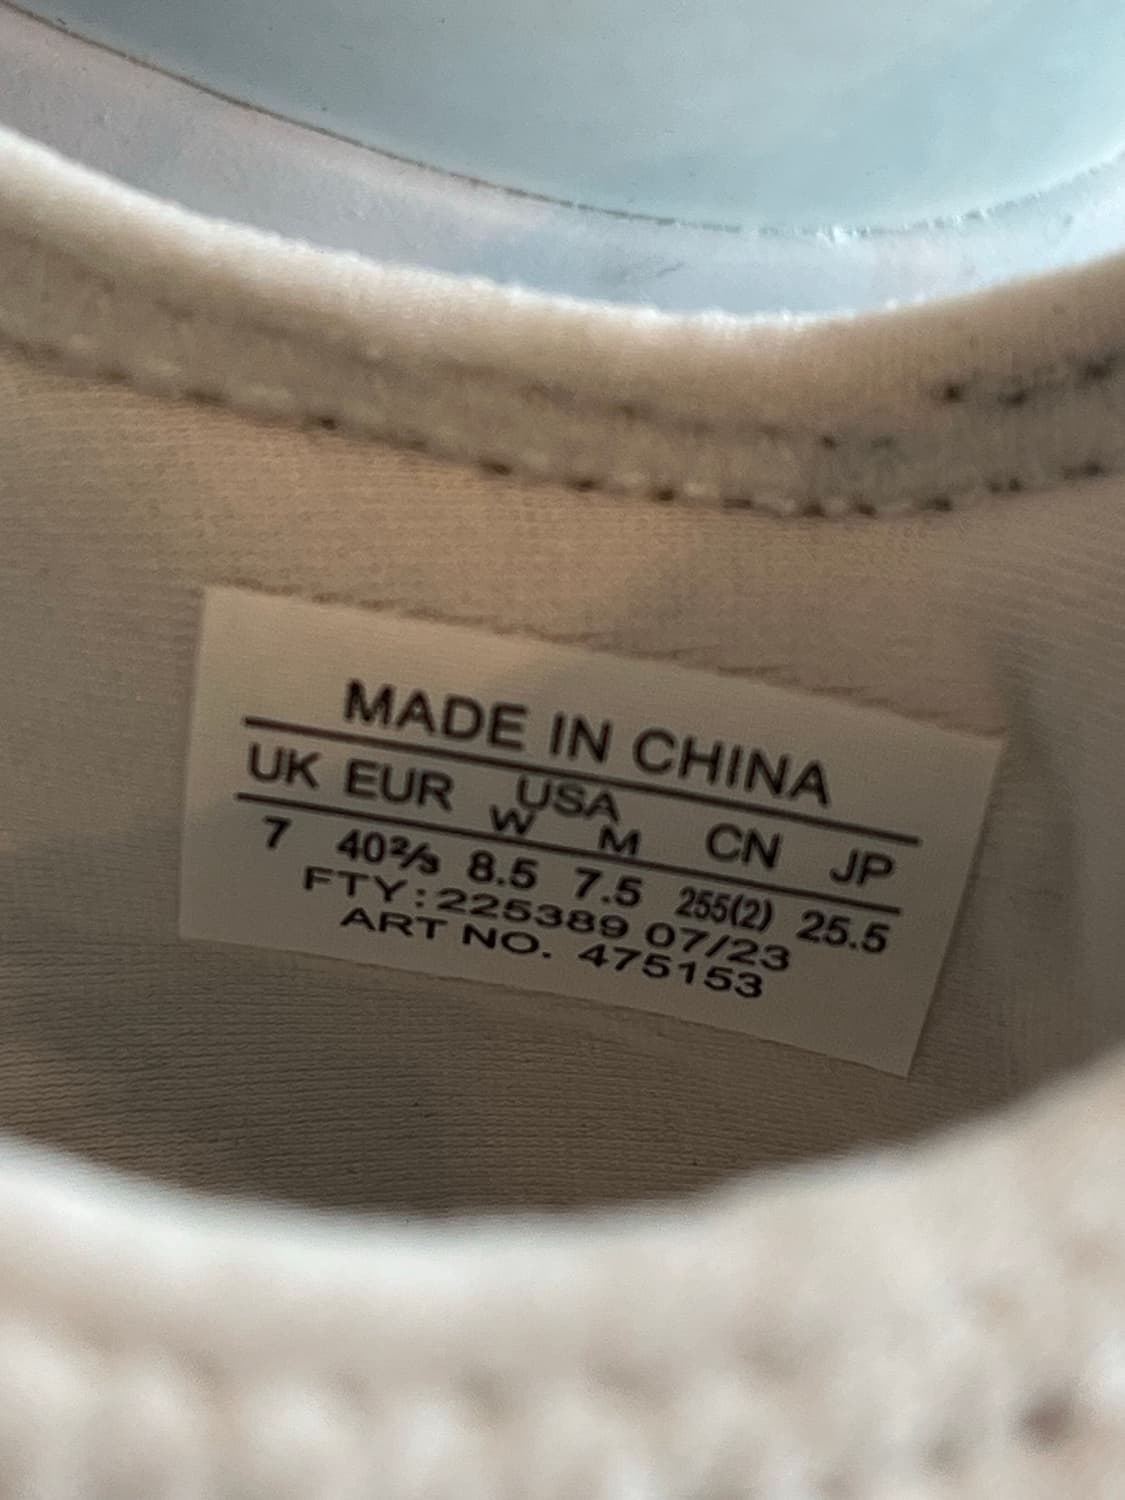 MADE IN CHINA
UK EUR USA CN JP
W M
7 40⅔ 8.5 7.5 255(2) 25.5
FTY:225389 07/23
ART NO. 475153